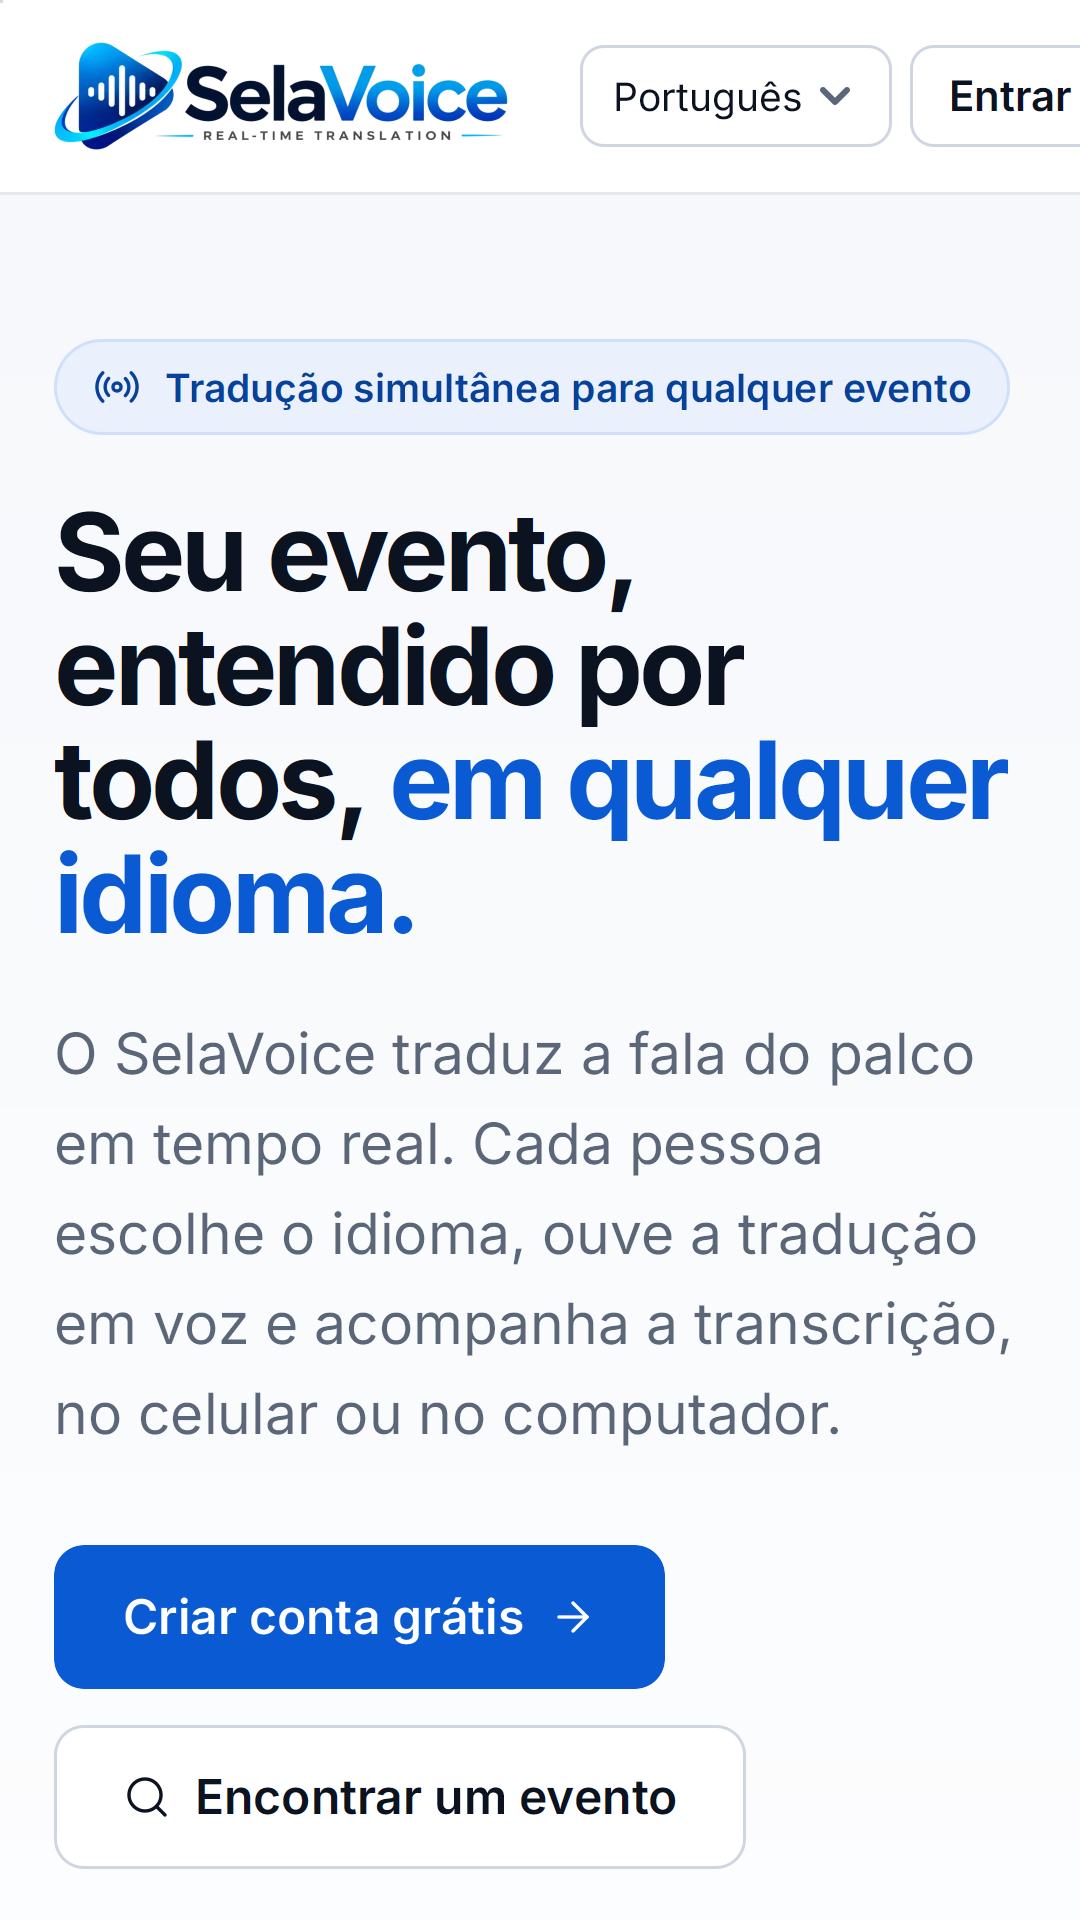 SelaVoice
REAL-TIME TRANSLATION
Português
Entrar
Tradução simultânea para qualquer evento
Seu evento,
entendido por
todos, em qualquer
idioma.
O SelaVoice traduz a fala do palco
em tempo real. Cada pessoa
escolhe o idioma, ouve a tradução
em voz e acompanha a transcrição,
no celular ou no computador.
Criar conta grátis
Encontrar um evento